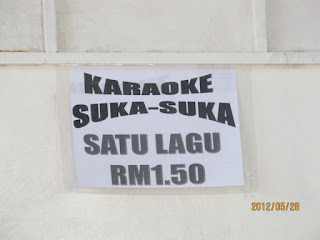 KARAOKE
SUKA-SUKA
SATU LAGU
RM1.50
2012/05/28